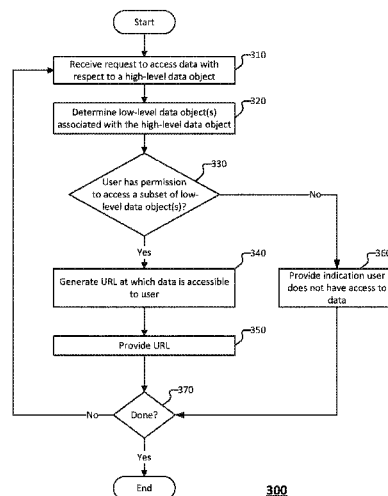 Start
310
Receive request to access data with
respect to a high-level data object
320
Determine low-level data object(s)
associated with the high-level data object
330
User has permission
to access a subset of low-
level data object(s)?
No
Yes
340
Generate URL at which data is accessible
to user
360
Provide indication user
does not have access to
data
350
Provide URL
370
No
Done?
Yes
End
300